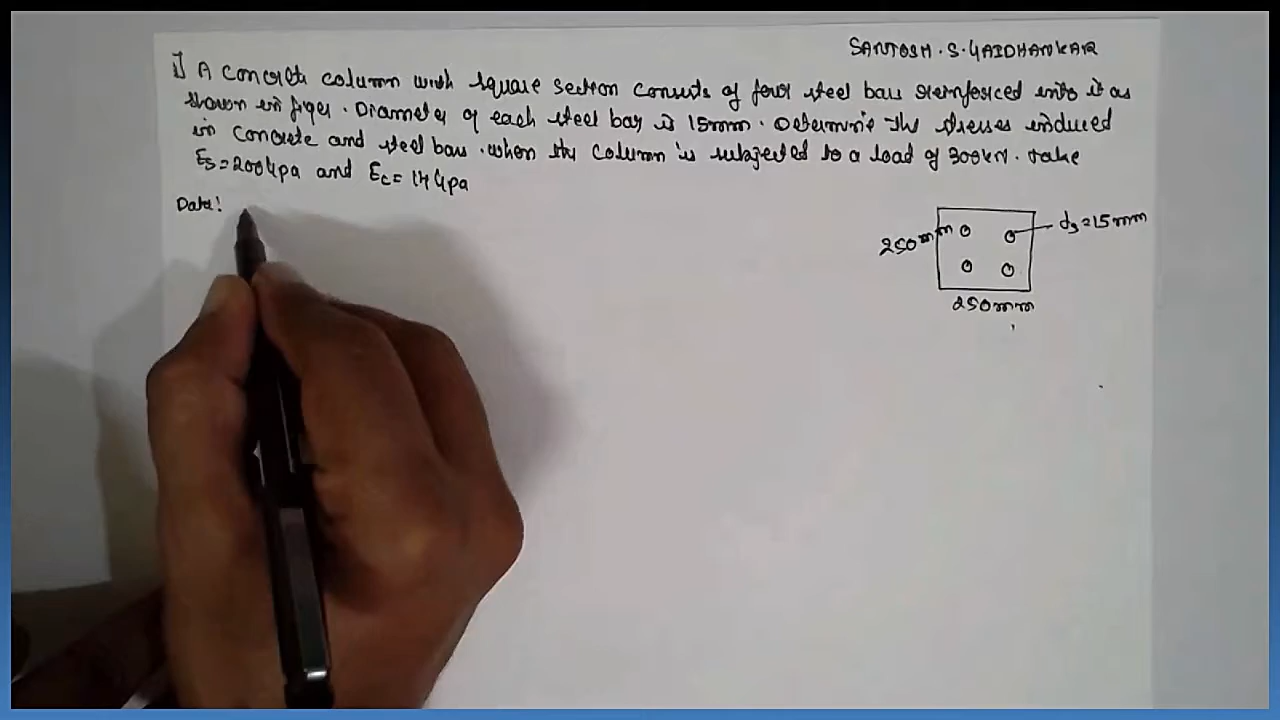 SANTOSH.S.GAIDHANKAR
1] A concrete column with square section consists of four steel bars reinforced into it as
shown in figure. Diameter of each steel bar is 15mm. Determine the stresses induced
in concrete and steel bars. when the column is subjected to a load of 300kN. Take
Es=200Gpa and Ec=14Gpa
Data:
250mm
ds=15mm
250mm